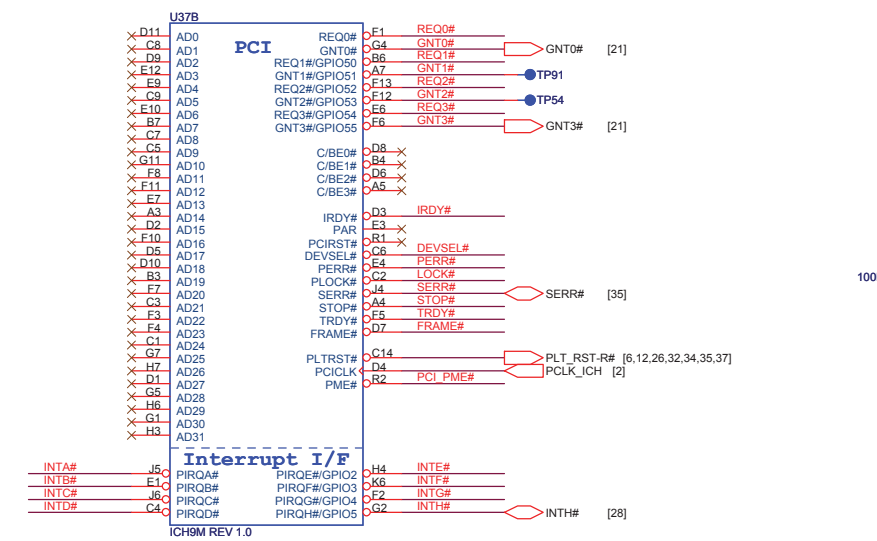 U37B
PCI
D11 AD0
C8 AD1
D9 AD2
E12 AD3
E9 AD4
C9 AD5
E10 AD6
B7 AD7
C7 AD8
C5 AD9
G11 AD10
F8 AD11
F11 AD12
E7 AD13
A3 AD14
D2 AD15
F10 AD16
D5 AD17
D10 AD18
B3 AD19
F7 AD20
C3 AD21
F3 AD22
F4 AD23
C1 AD24
G7 AD25
H7 AD26
D1 AD27
G5 AD28
H6 AD29
G1 AD30
H3 AD31
REQ0# F1 REQ0#
GNT0# G4 GNT0# GNT0# [21]
REQ1#/GPIO50 B6 REQ1#
GNT1#/GPIO51 A7 GNT1# TP91
REQ2#/GPIO52 F13 REQ2#
GNT2#/GPIO53 F12 GNT2# TP54
REQ3#/GPIO54 E6 REQ3#
GNT3#/GPIO55 F6 GNT3# GNT3# [21]
C/BE0# D8
C/BE1# B4
C/BE2# D6
C/BE3# A5
IRDY# D3 IRDY#
PAR E3
PCIRST# R1
DEVSEL# C6 DEVSEL#
PERR# E4 PERR#
PLOCK# C2 LOCK#
SERR# J4 SERR# SERR# [35]
STOP# A4 STOP#
TRDY# F5 TRDY#
FRAME# D7 FRAME#
PLTRST# C14 PLT_RST-R# [6,12,26,32,34,35,37]
PCICLK D4 PCLK_ICH [2]
PME# R2 PCI_PME#
100
Interrupt I/F
INTA# J5 PIRQA# PIRQE#/GPIO2 H4 INTE#
INTB# E1 PIRQB# PIRQF#/GPIO3 K6 INTF#
INTC# J6 PIRQC# PIRQG#/GPIO4 F2 INTG#
INTD# C4 PIRQD# PIRQH#/GPIO5 G2 INTH# INTH# [28]
ICH9M REV 1.0